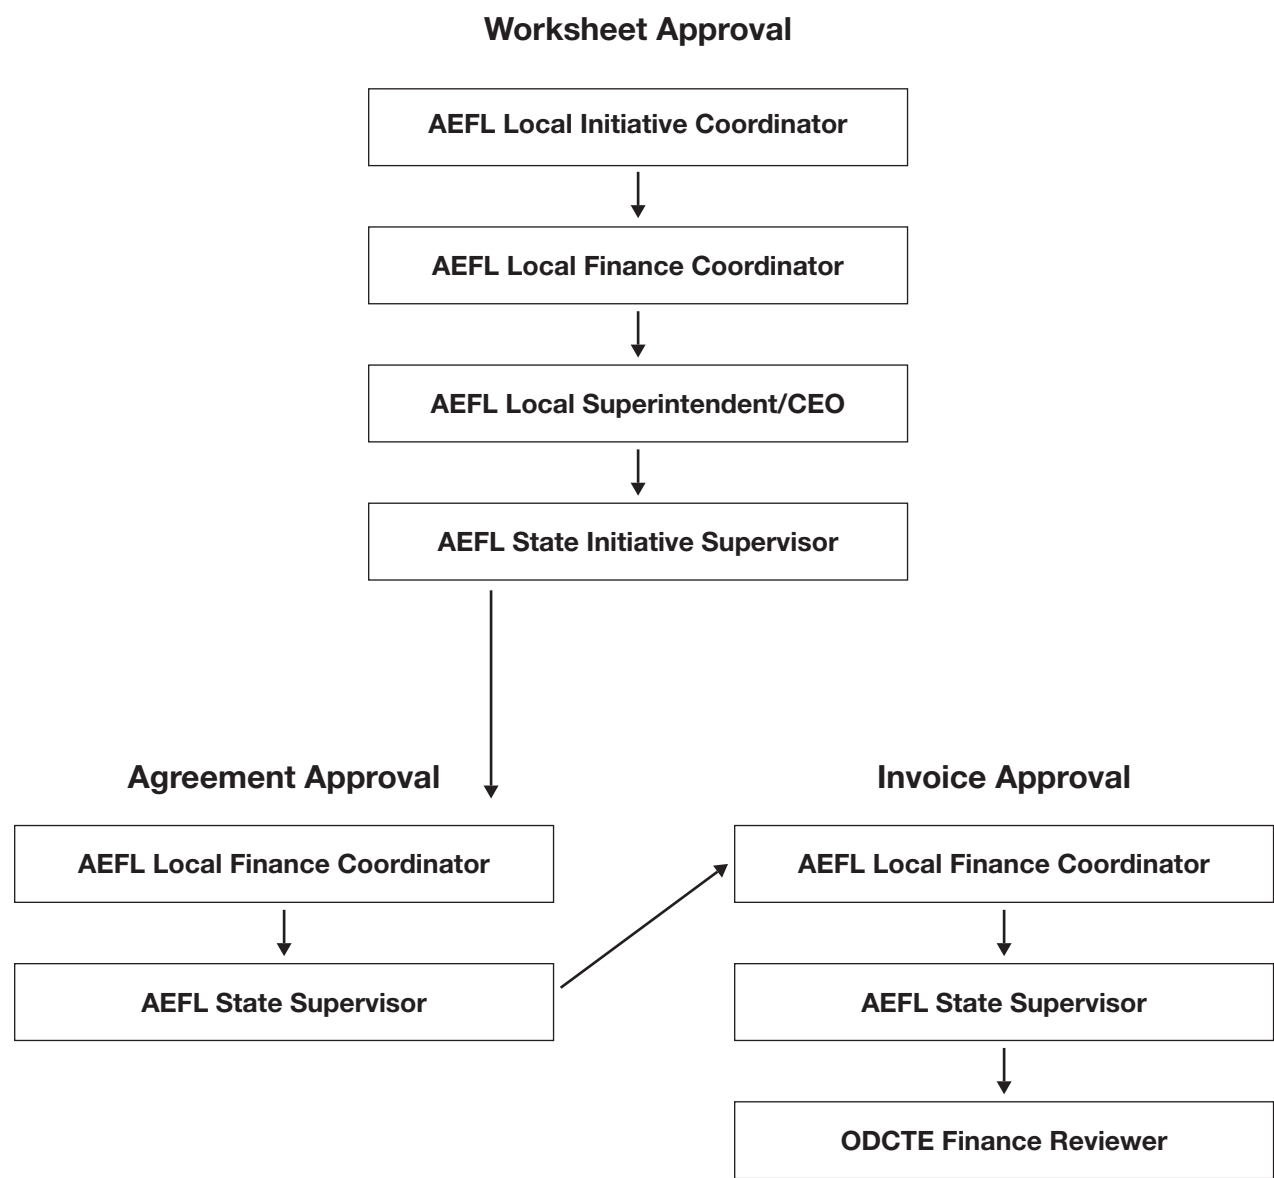 Worksheet Approval
AEFL Local Initiative Coordinator
AEFL Local Finance Coordinator
AEFL Local Superintendent/CEO
AEFL State Initiative Supervisor
Agreement Approval
AEFL Local Finance Coordinator
AEFL State Supervisor
Invoice Approval
AEFL Local Finance Coordinator
AEFL State Supervisor
ODCTE Finance Reviewer